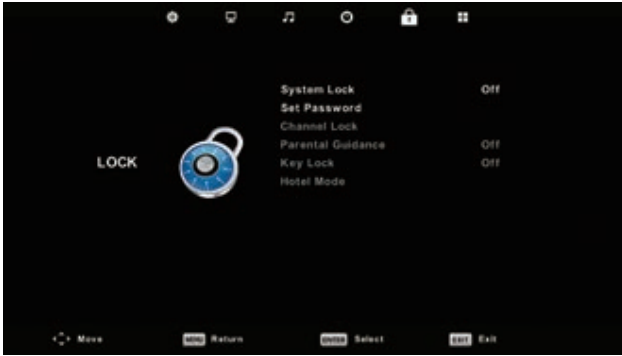 System Lock Off
Set Password
Channel Lock
Parental Guidance Off
LOCK
Key Lock Off
Hotel Mode
Move MENU Return ENTER Select EXIT Exit